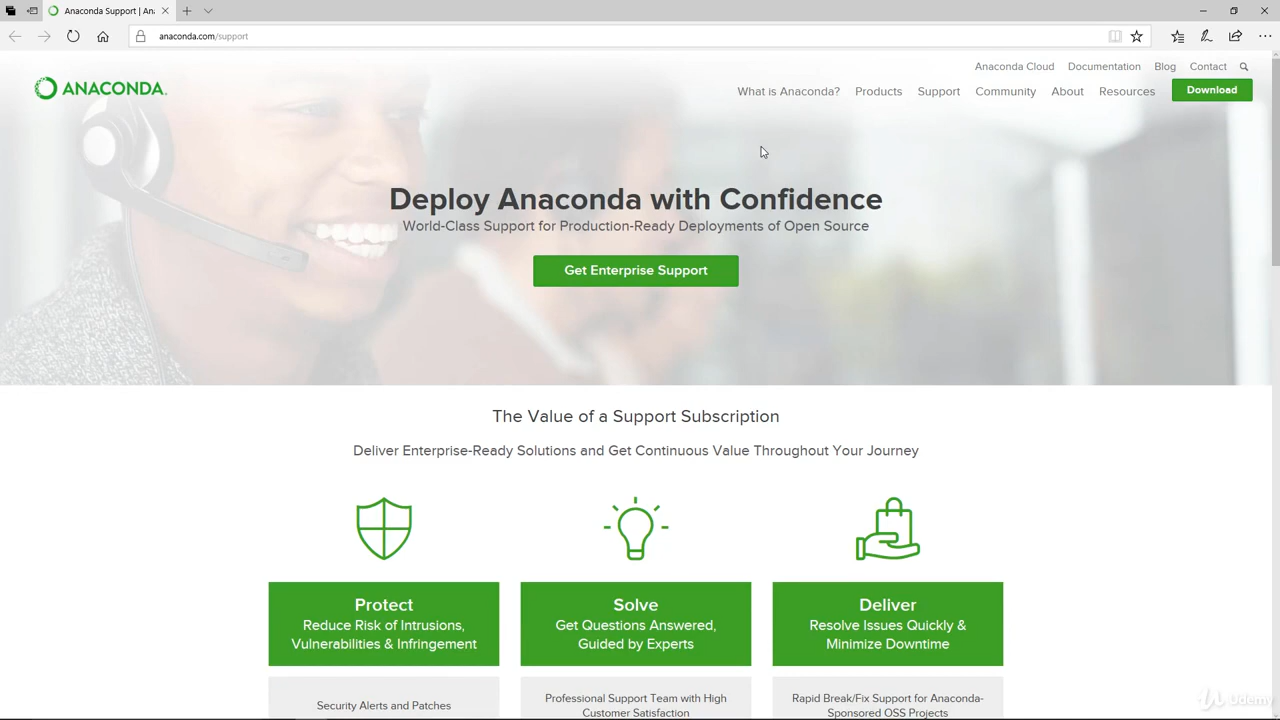 Anaconda Support | An
anaconda.com/support
Anaconda Cloud Documentation Blog Contact
ANACONDA.
What is Anaconda? Products Support Community About Resources Download
Deploy Anaconda with Confidence
World-Class Support for Production-Ready Deployments of Open Source
Get Enterprise Support
The Value of a Support Subscription
Deliver Enterprise-Ready Solutions and Get Continuous Value Throughout Your Journey
Protect
Reduce Risk of Intrusions,
Vulnerabilities & Infringement
Solve
Get Questions Answered,
Guided by Experts
Deliver
Resolve Issues Quickly &
Minimize Downtime
Security Alerts and Patches
Professional Support Team with High
Customer Satisfaction
Rapid Break/Fix Support for Anaconda-
Sponsored OSS Projects
Udemy